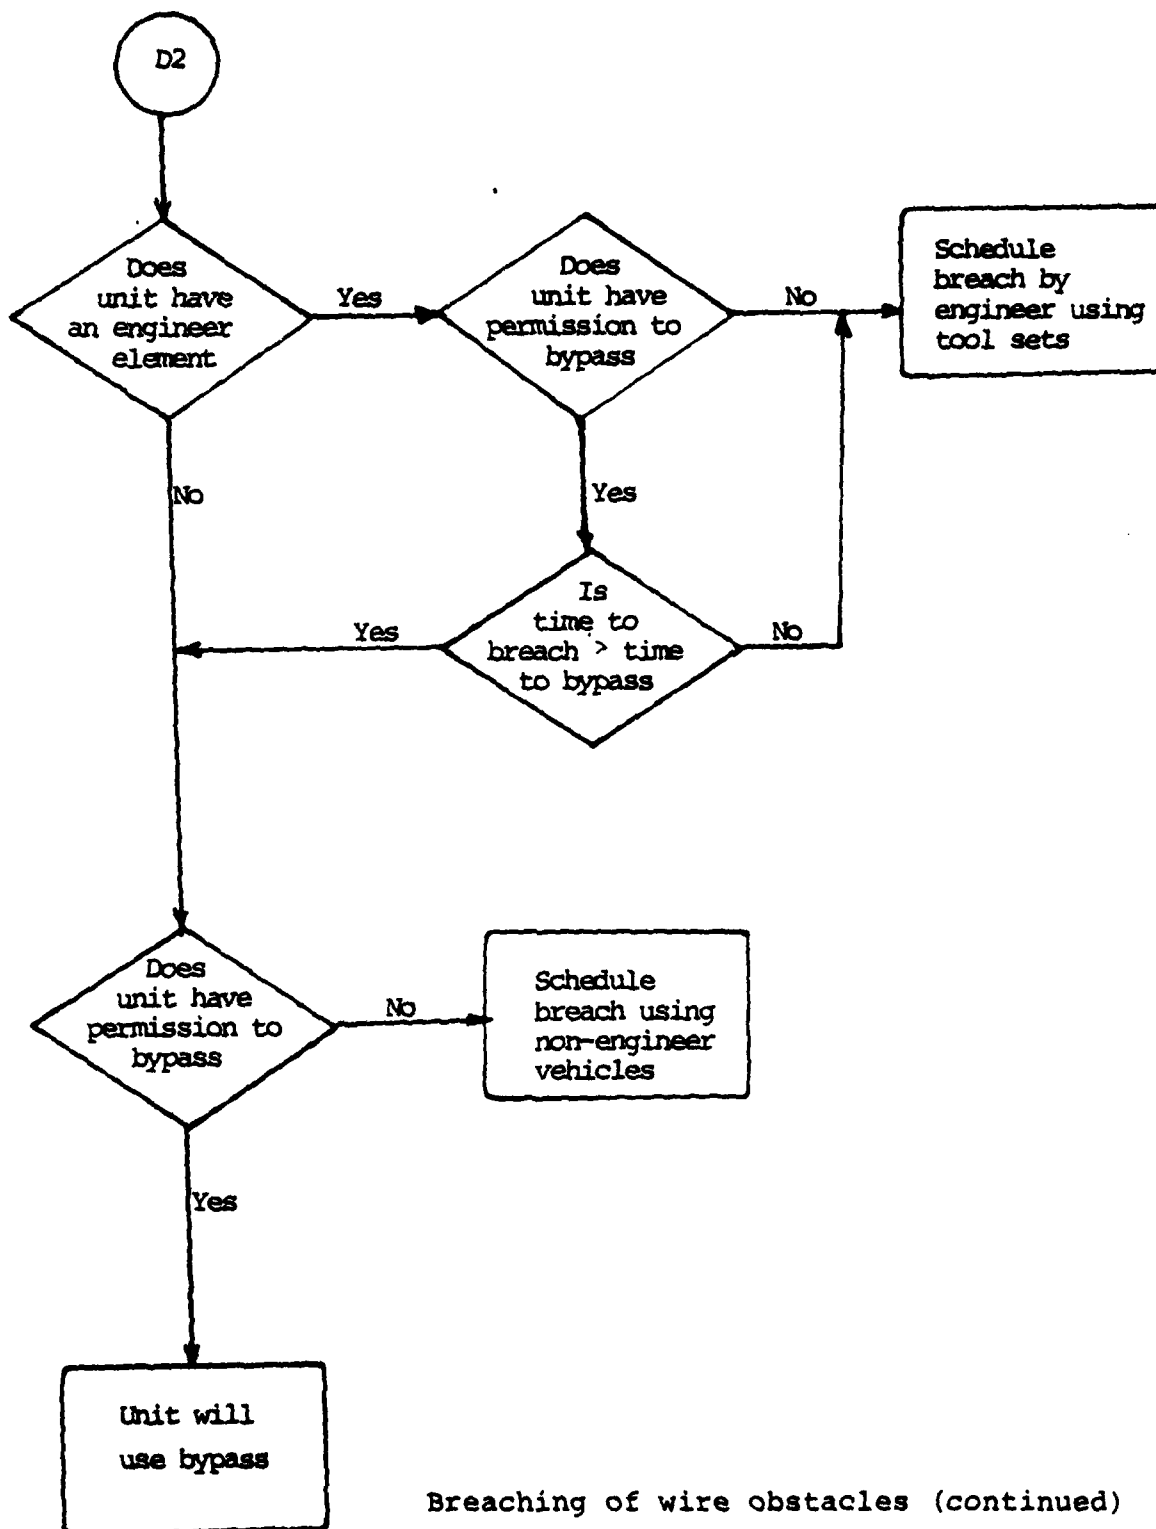 D2
Does
unit have
an engineer
element
Yes
Does
unit have
permission to
bypass
No
Schedule
breach by
engineer using
tool sets
No
Yes
Is
time to
breach > time
to bypass
Yes
No
Does
unit have
permission to
bypass
No
Schedule
breach using
non-engineer
vehicles
Yes
Unit will
use bypass
Breaching of wire obstacles (continued)